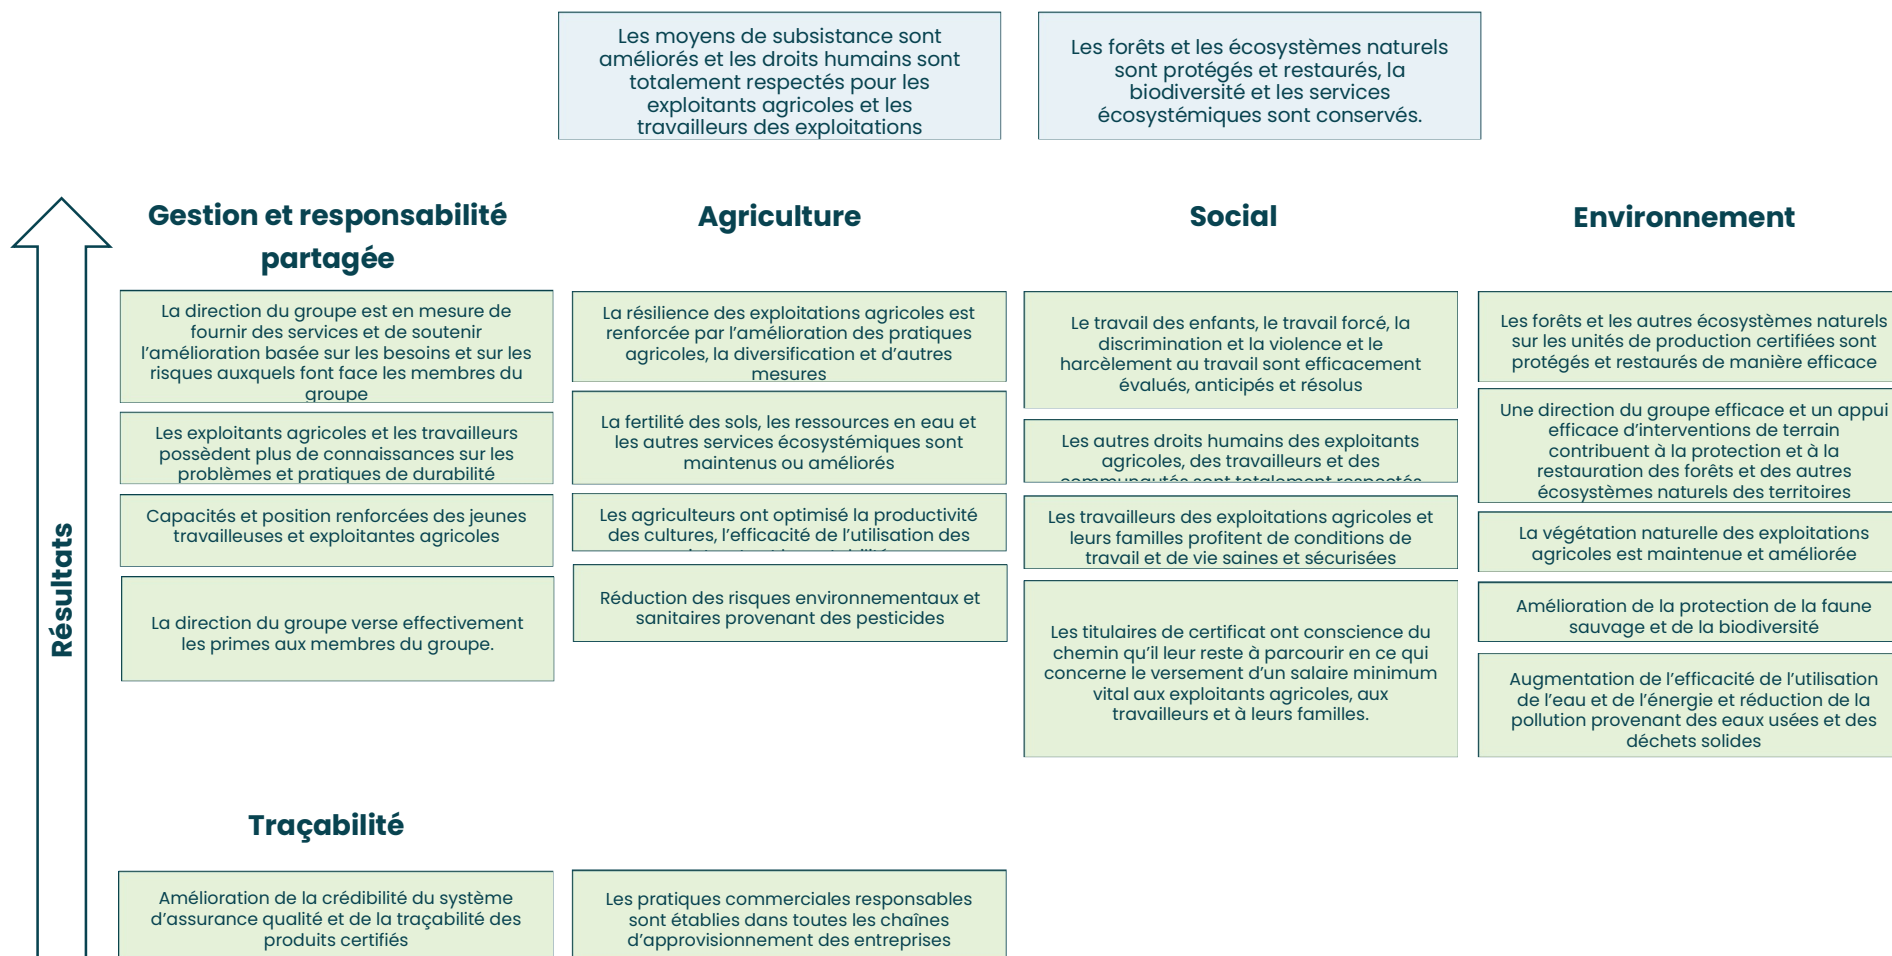 Les moyens de subsistance sont
améliorés et les droits humains sont
totalement respectés pour les
exploitants agricoles et les
travailleurs des exploitations
Les forêts et les écosystèmes naturels
sont protégés et restaurés, la
biodiversité et les services
écosystémiques sont conservés.
Résultats
Gestion et responsabilité
partagée
La direction du groupe est en mesure de
fournir des services et de soutenir
l'amélioration basée sur les besoins et sur les
risques auxquels font face les membres du
groupe
Les exploitants agricoles et les travailleurs
possèdent plus de connaissances sur les
problèmes et pratiques de durabilité
Capacités et position renforcées des jeunes
travailleuses et exploitantes agricoles
La direction du groupe verse effectivement
les primes aux membres du groupe.
Agriculture
La résilience des exploitations agricoles est
renforcée par l'amélioration des pratiques
agricoles, la diversification et d'autres
mesures
La fertilité des sols, les ressources en eau et
les autres services écosystémiques sont
maintenus ou améliorés
Les agriculteurs ont optimisé la productivité
des cultures, l'efficacité de l'utilisation des
Réduction des risques environnementaux et
sanitaires provenant des pesticides
Social
Le travail des enfants, le travail forcé, la
discrimination et la violence et le
harcèlement au travail sont efficacement
évalués, anticipés et résolus
Les autres droits humains des exploitants
agricoles, des travailleurs et des
communautés sont totalement respectés
Les travailleurs des exploitations agricoles et
leurs familles profitent de conditions de
travail et de vie saines et sécurisées
Les titulaires de certificat ont conscience du
chemin qu'il leur reste à parcourir en ce qui
concerne le versement d'un salaire minimum
vital aux exploitants agricoles, aux
travailleurs et à leurs familles.
Environnement
Les forêts et les autres écosystèmes naturels
sur les unités de production certifiées sont
protégés et restaurés de manière efficace
Une direction du groupe efficace et un appui
efficace d'interventions de terrain
contribuent à la protection et à la
restauration des forêts et des autres
écosystèmes naturels des territoires
La végétation naturelle des exploitations
agricoles est maintenue et améliorée
Amélioration de la protection de la faune
sauvage et de la biodiversité
Augmentation de l'efficacité de l'utilisation
de l'eau et de l'énergie et réduction de la
pollution provenant des eaux usées et des
déchets solides
Traçabilité
Amélioration de la crédibilité du système
d'assurance qualité et de la traçabilité des
produits certifiés
Les pratiques commerciales responsables
sont établies dans toutes les chaînes
d'approvisionnement des entreprises